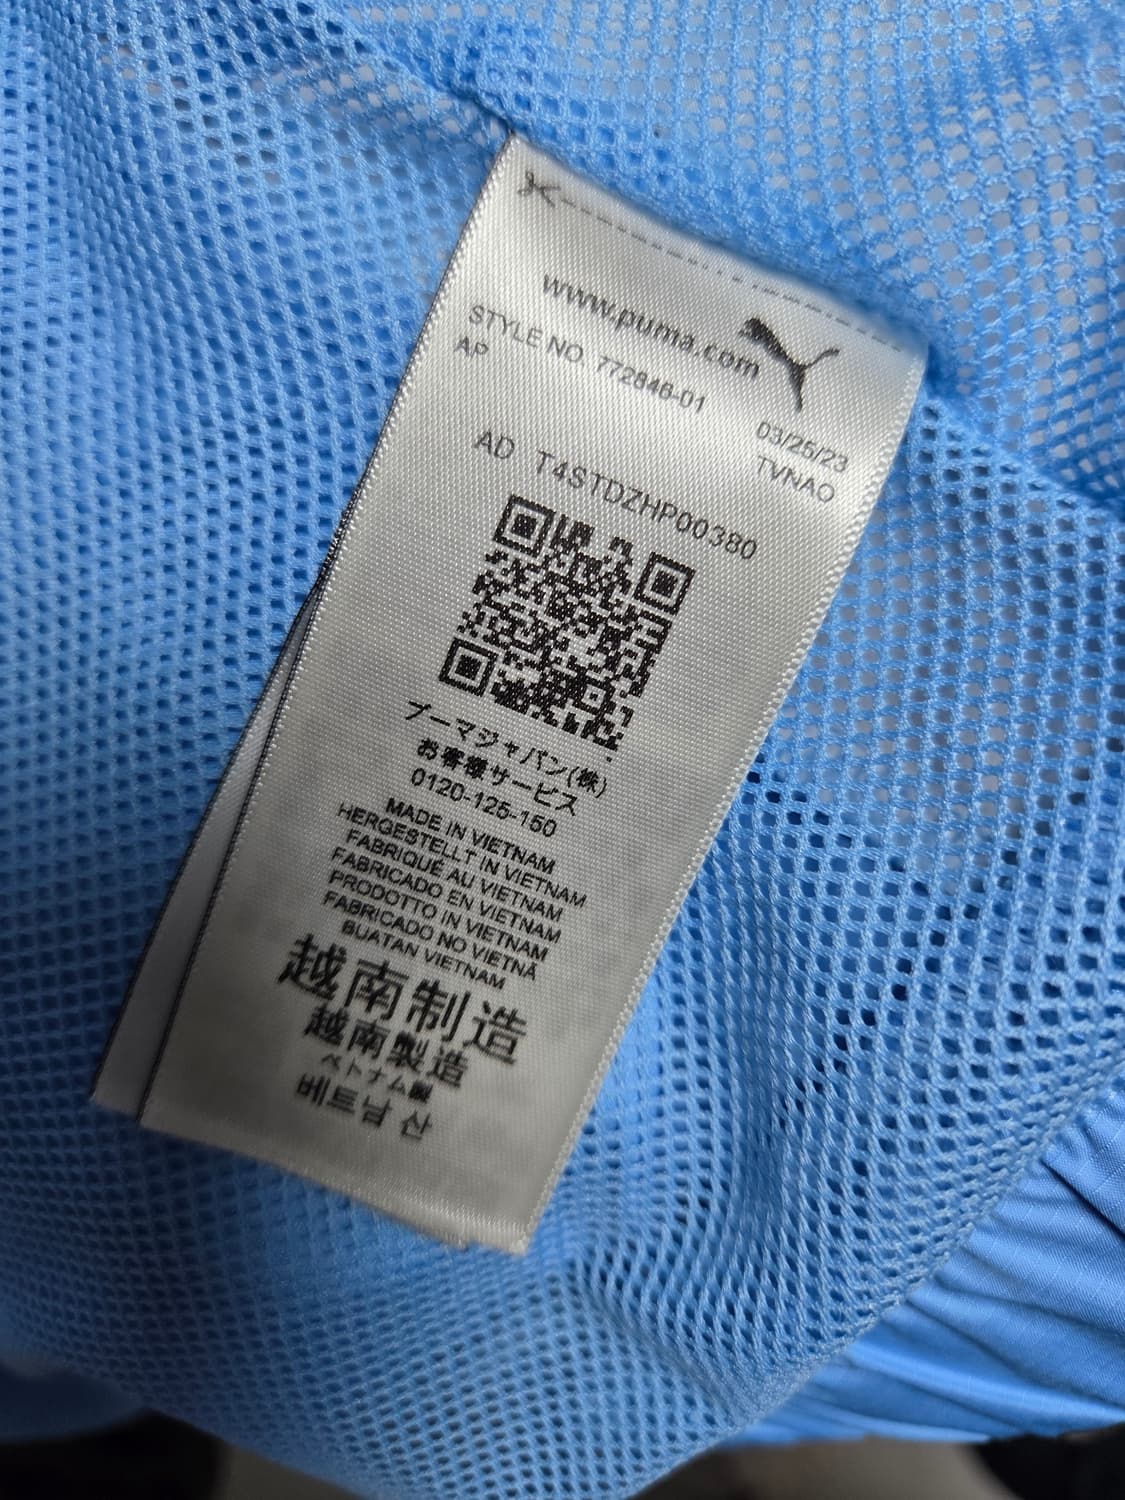 www.puma.com
STYLE NO. 772846-01 03/25/23
AP TVNAO
AD T4STDZHP00380
プーマジャパン(株)
お客様サービス
0120-125-150
MADE IN VIETNAM
HERGESTELLT IN VIETNAM
FABRIQUÉ AU VIETNAM
FABRICADO EN VIETNAM
PRODOTTO IN VIETNAM
FABRICADO NO VIETNÃ
BUATAN VIETNAM
越南制造
越南製造
ベトナム製
베트남 산